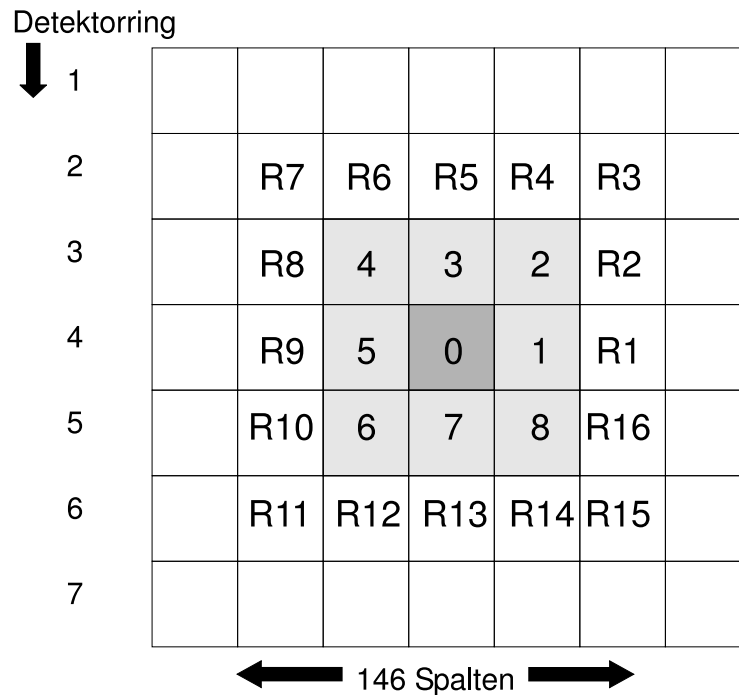 Detektorring
1
2 R7 R6 R5 R4 R3
3 R8 4 3 2 R2
4 R9 5 0 1 R1
5 R10 6 7 8 R16
6 R11 R12 R13 R14 R15
7
146 Spalten